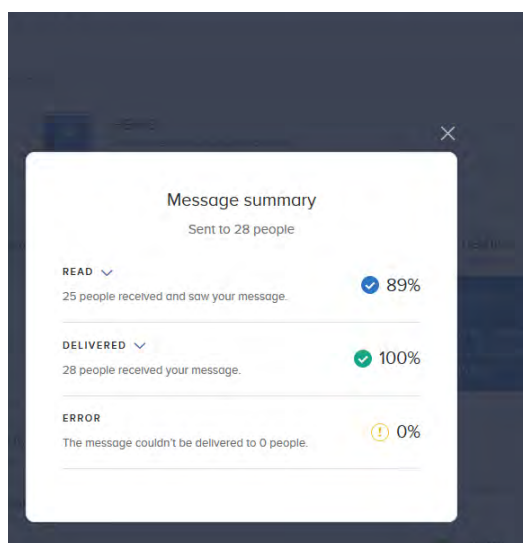 Message summary
Sent to 28 people
READ
89%
25 people received and saw your message.
DELIVERED
100%
28 people received your message.
ERROR
0%
The message couldn't be delivered to 0 people.